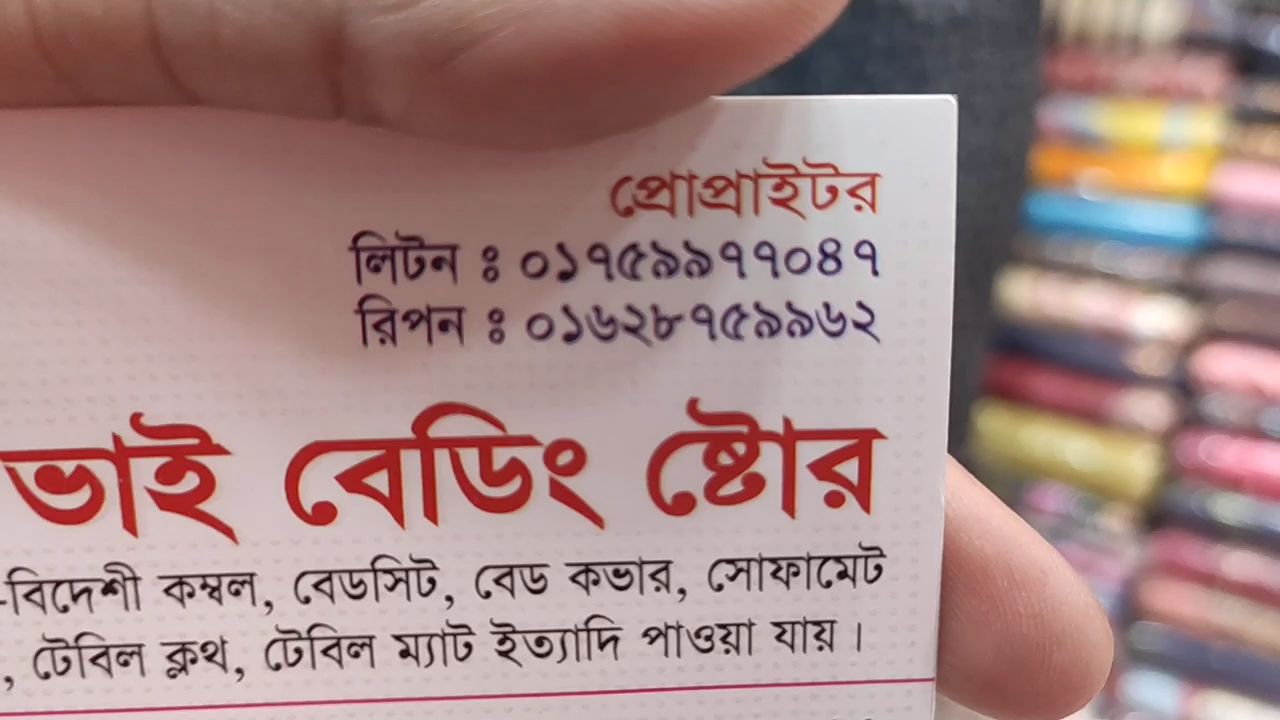 প্রোপ্রাইটর
লিটন ঃ ০১৭৫৯৯৭৭০৪৭
রিপন ঃ ০১৬২৮৭৫৯৯৬২
ভাই বেডিং ষ্টোর
-বিদেশী কম্বল, বেডসিট, বেড কভার, সোফামেট
, টেবিল ক্লথ, টেবিল ম্যাট ইত্যাদি পাওয়া যায়।